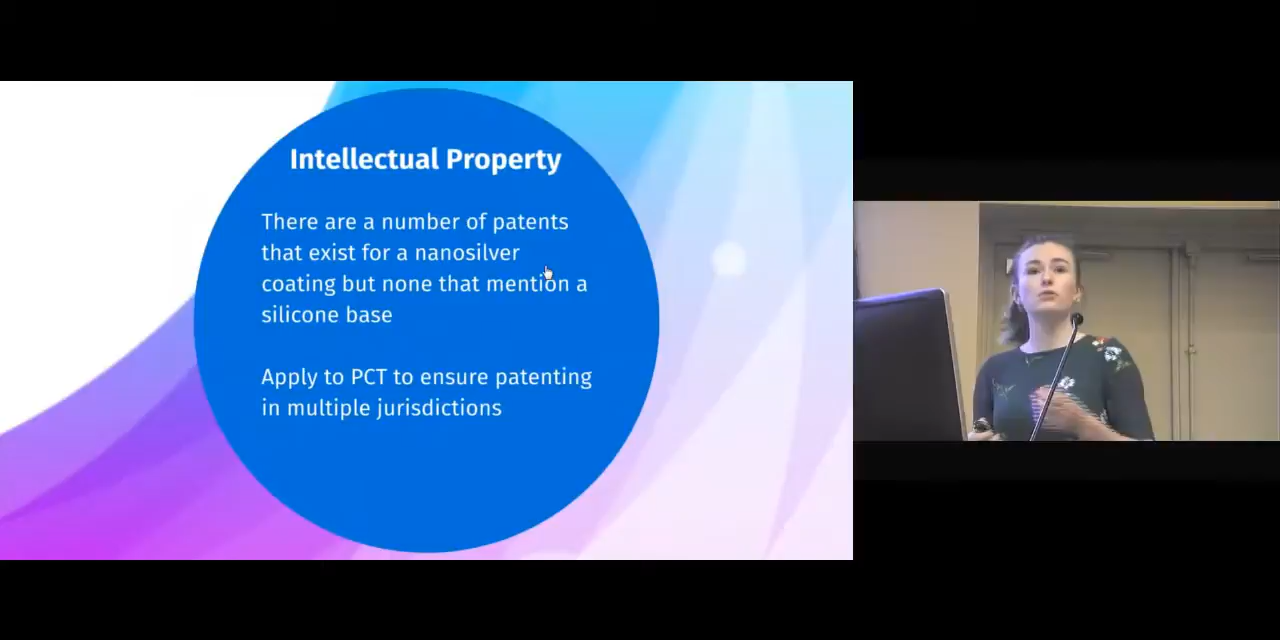 Intellectual Property
There are a number of patents
that exist for a nanosilver
coating but none that mention a
silicone base
Apply to PCT to ensure patenting
in multiple jurisdictions